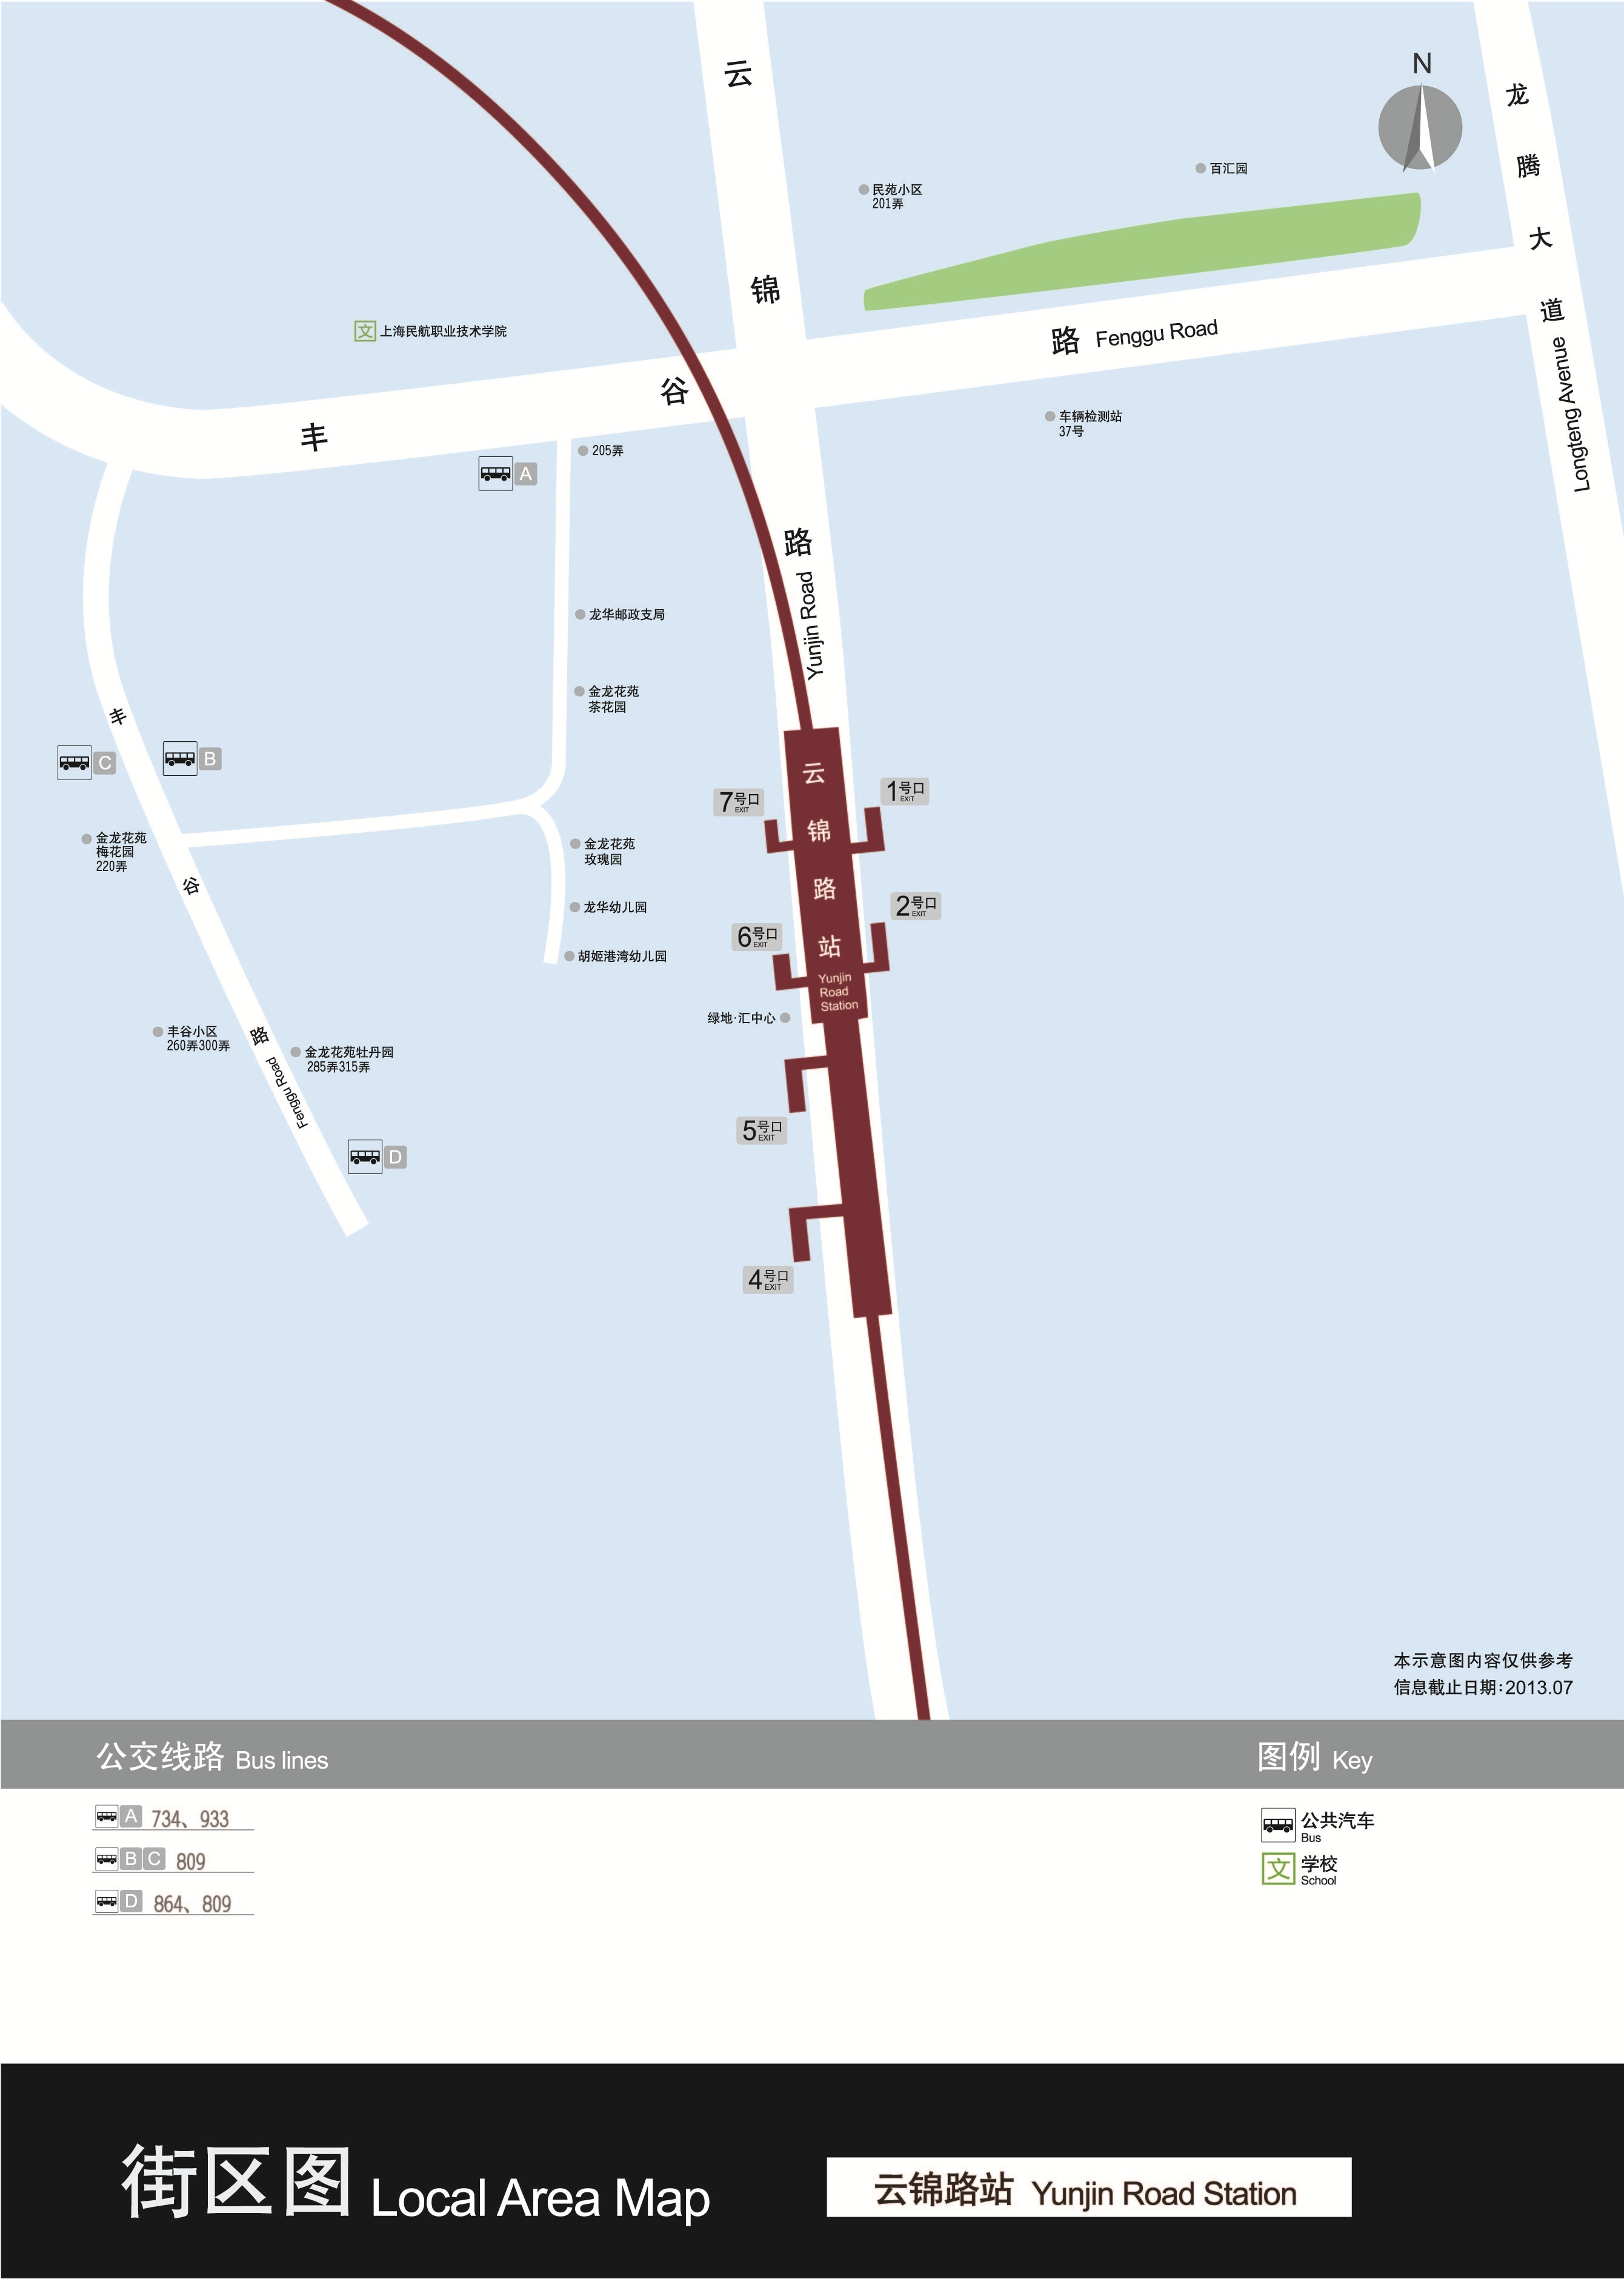 云
锦
路
Yunjin Road
N
龙
腾
大
道
Longteng Avenue
百汇园
民苑小区
201弄
路 Fenggu Road
谷
丰
文 上海民航职业技术学院
车辆检测站
37号
205弄
A
龙华邮政支局
金龙花苑
茶花园
丰
C
B
云
锦
路
站
Yunjin
Road
Station
7号口
EXIT
1号口
EXIT
金龙花苑
梅花园
220弄
谷
金龙花苑
玫瑰园
龙华幼儿园
2号口
EXIT
6号口
EXIT
胡姬港湾幼儿园
绿地·汇中心
丰谷小区
260弄300弄
路
Fenggu Road
金龙花苑牡丹园
285弄315弄
5号口
EXIT
D
4号口
EXIT
本示意图内容仅供参考
信息截止日期:2013.07
公交线路 Bus lines
图例 Key
A 734、933
B C 809
D 864、809
公共汽车
Bus
文 学校
School
街区图 Local Area Map
云锦路站 Yunjin Road Station